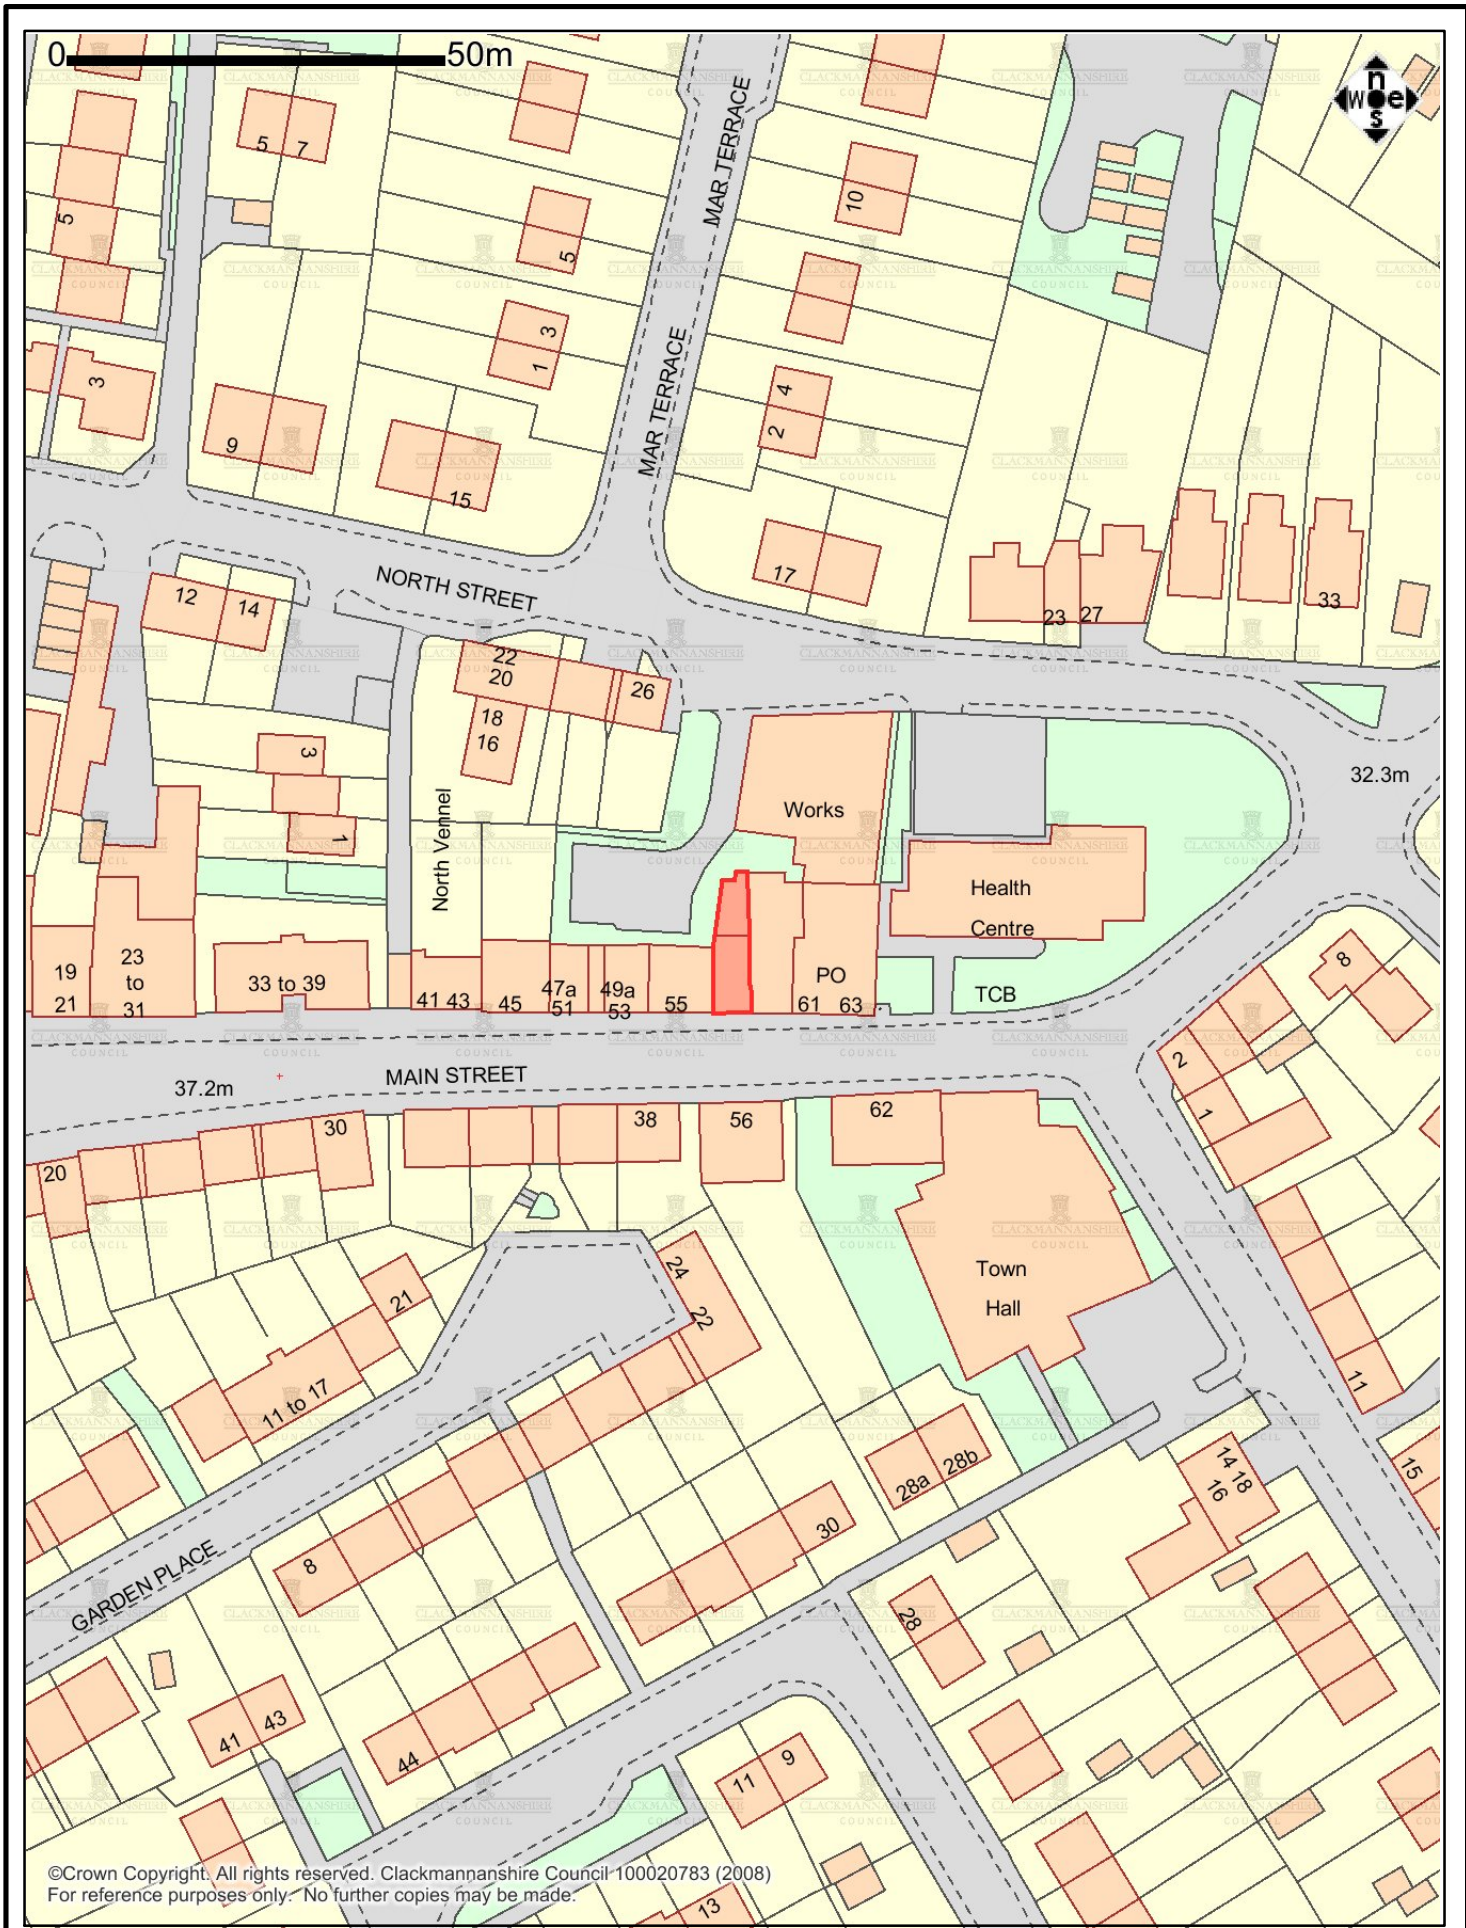 0 50m
n
w e
s
MAR TERRACE
5 7
5
10
5
3
1
3
4
2
MAR TERRACE
9
15
17
NORTH STREET
12 14
23 27
33
22
20
26
18
16
3
1
North Vennel
Works
32.3m
Health
Centre
19
21
23
to
31
33 to 39
41 43
45
47a
51
49a
53
55
PO
61 63
TCB
8
37.2m
MAIN STREET
2
1
20
30
38
56
62
Town
Hall
24
22
21
11 to 17
11
28a 28b
14 18
16
15
30
8
GARDEN PLACE
28
41 43
44
11 9
13
©Crown Copyright. All rights reserved. Clackmannanshire Council 100020783 (2008)
For reference purposes only. No further copies may be made.
CLACKMANNANSHIRE
COUNCIL